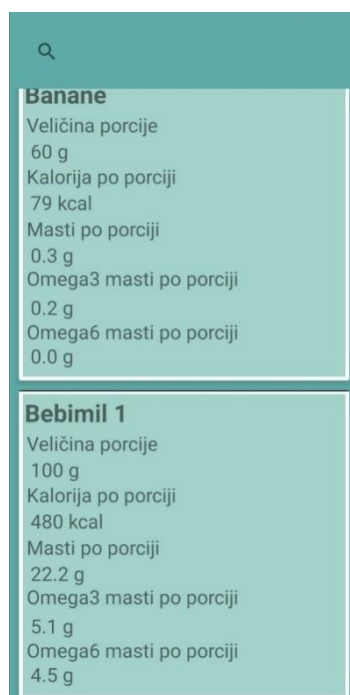 Banane
Veličina porcije
60 g
Kalorija po porciji
79 kcal
Masti po porciji
0.3 g
Omega3 masti po porciji
0.2 g
Omega6 masti po porciji
0.0 g
Bebimil 1
Veličina porcije
100 g
Kalorija po porciji
480 kcal
Masti po porciji
22.2 g
Omega3 masti po porciji
5.1 g
Omega6 masti po porciji
4.5 g